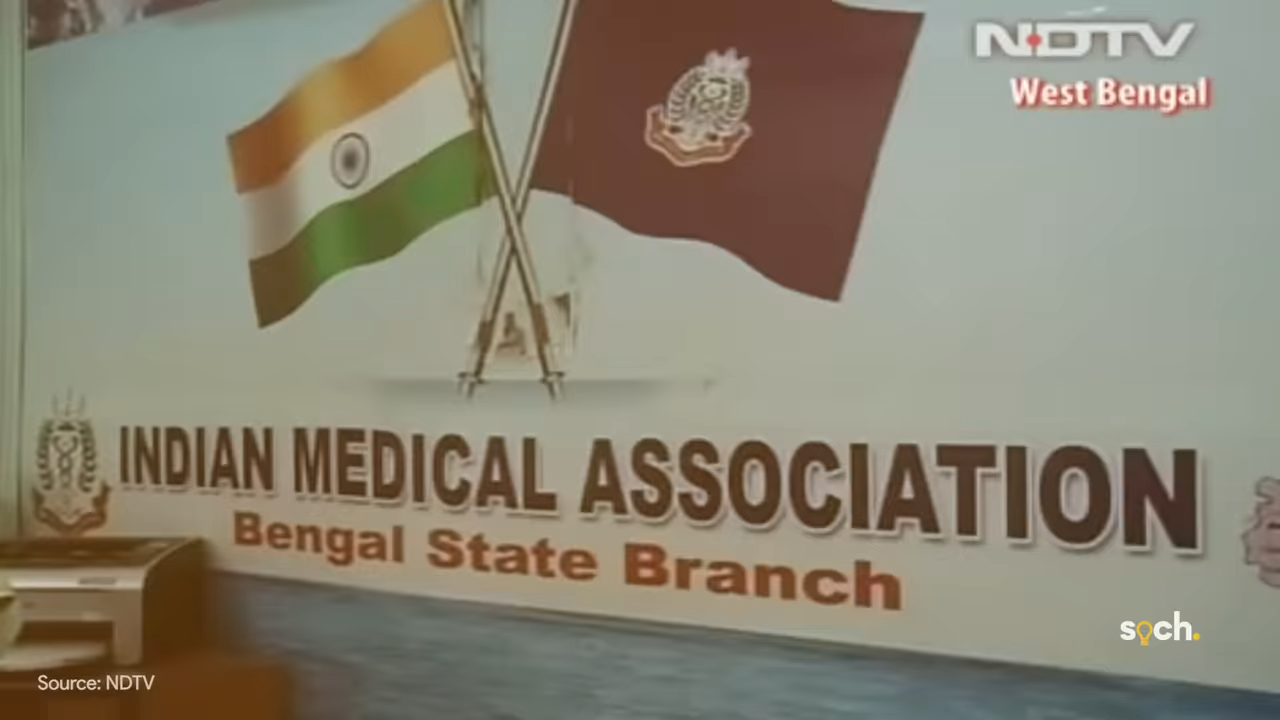 NDTV
West Bengal
INDIAN MEDICAL ASSOCIATION
Bengal State Branch
soch.
Source: NDTV